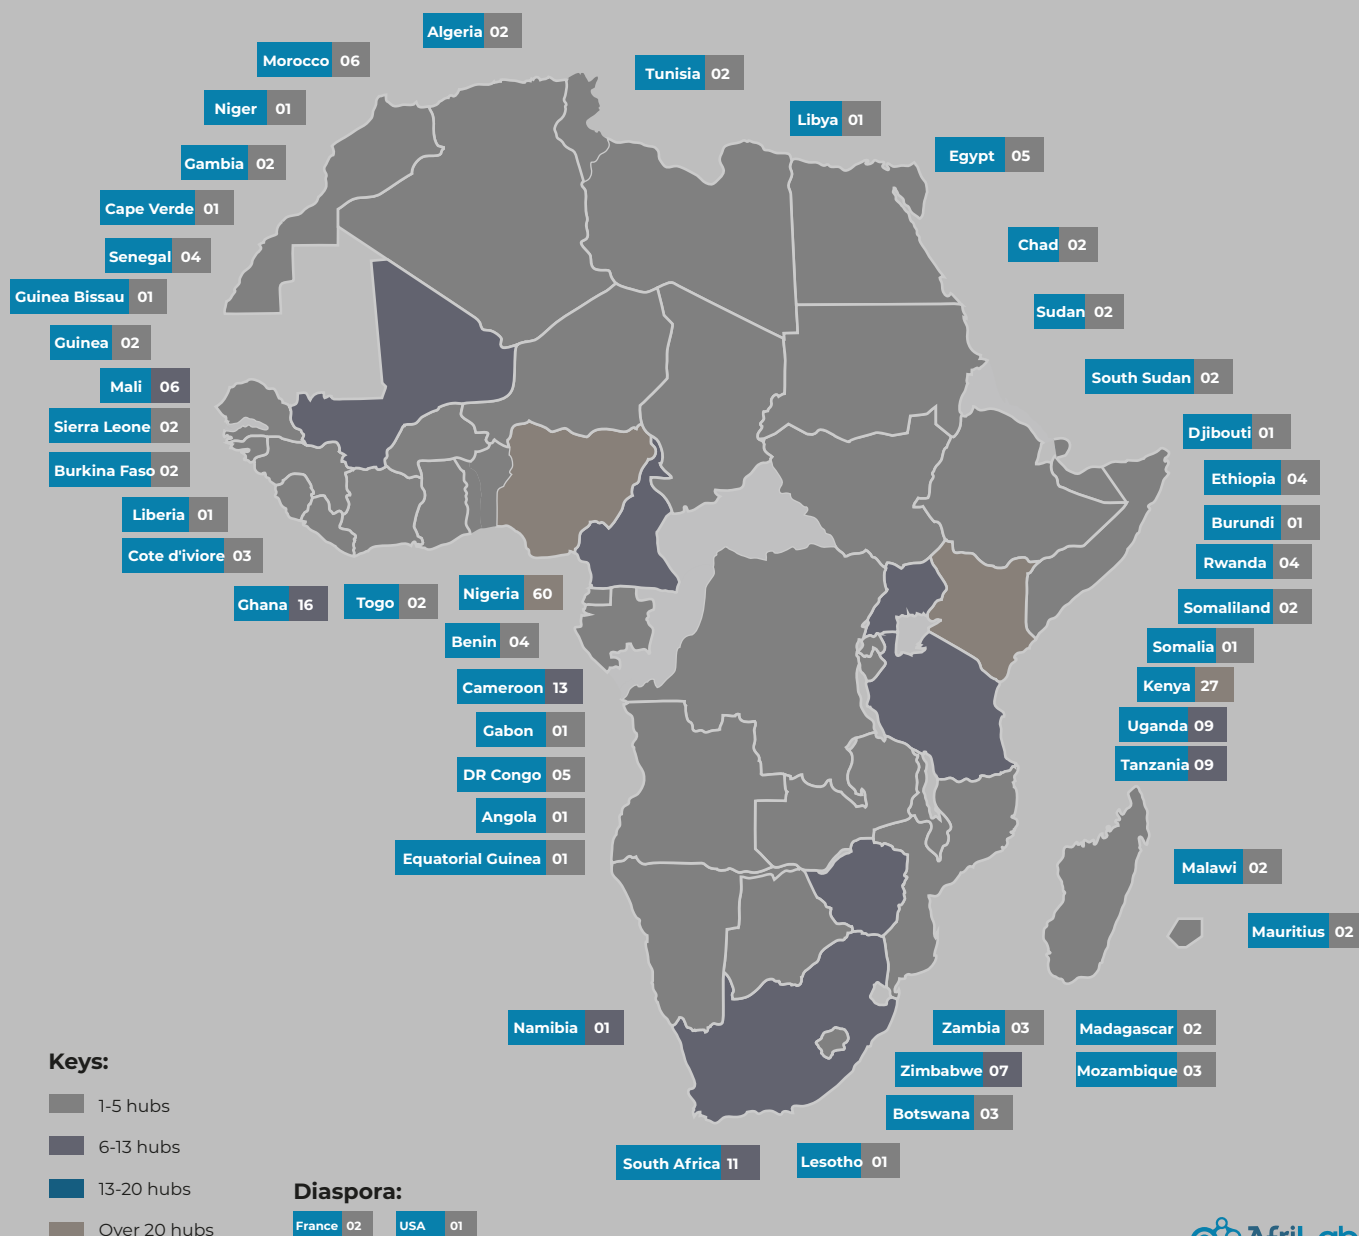 Algeria 02
Morocco 06
Tunisia 02
Niger 01
Libya 01
Egypt 05
Gambia 02
Cape Verde 01
Senegal 04
Chad 02
Guinea Bissau 01
Sudan 02
Guinea 02
Mali 06
South Sudan 02
Sierra Leone 02
Djibouti 01
Burkina Faso 02
Ethiopia 04
Liberia 01
Burundi 01
Cote d'iviore 03
Rwanda 04
Ghana 16
Togo 02
Nigeria 60
Somaliland 02
Benin 04
Somalia 01
Cameroon 13
Kenya 27
Gabon 01
Uganda 09
DR Congo 05
Tanzania 09
Angola 01
Equatorial Guinea 01
Malawi 02
Mauritius 02
Namibia 01
Zambia 03
Madagascar 02
Zimbabwe 07
Mozambique 03
Botswana 03
South Africa 11
Lesotho 01
Keys:
1-5 hubs
6-13 hubs
13-20 hubs
Over 20 hubs
Diaspora:
France 02
USA 01